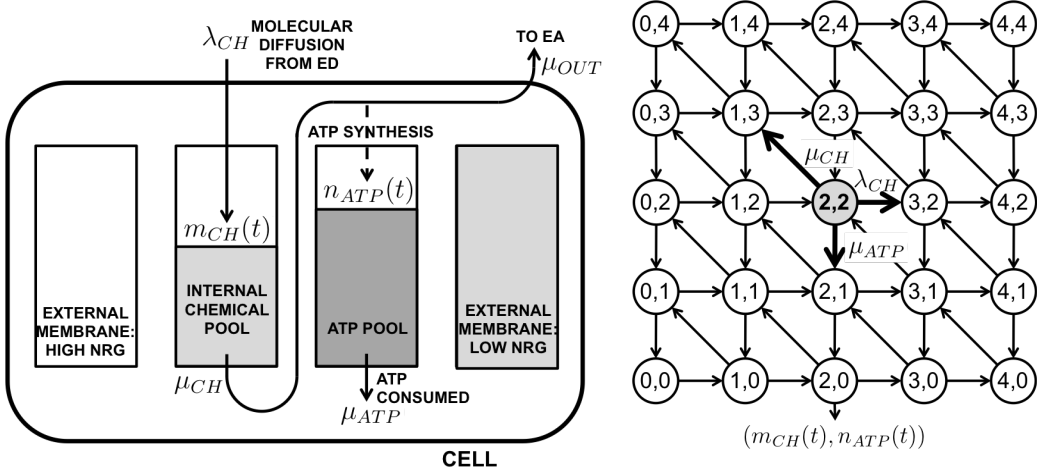 λ_CH
MOLECULAR
DIFFUSION
FROM ED
TO EA
μ_OUT
ATP SYNTHESIS
m_CH(t)
n_ATP(t)
EXTERNAL
MEMBRANE:
HIGH NRG
INTERNAL
CHEMICAL
POOL
ATP POOL
EXTERNAL
MEMBRANE:
LOW NRG
μ_CH
ATP
CONSUMED
μ_ATP
CELL
0,4 1,4 2,4 3,4 4,4
0,3 1,3 2,3 3,3 4,3
μ_CH
λ_CH
0,2 1,2 2,2 3,2 4,2
μ_ATP
0,1 1,1 2,1 3,1 4,1
0,0 1,0 2,0 3,0 4,0
(m_CH(t), n_ATP(t))